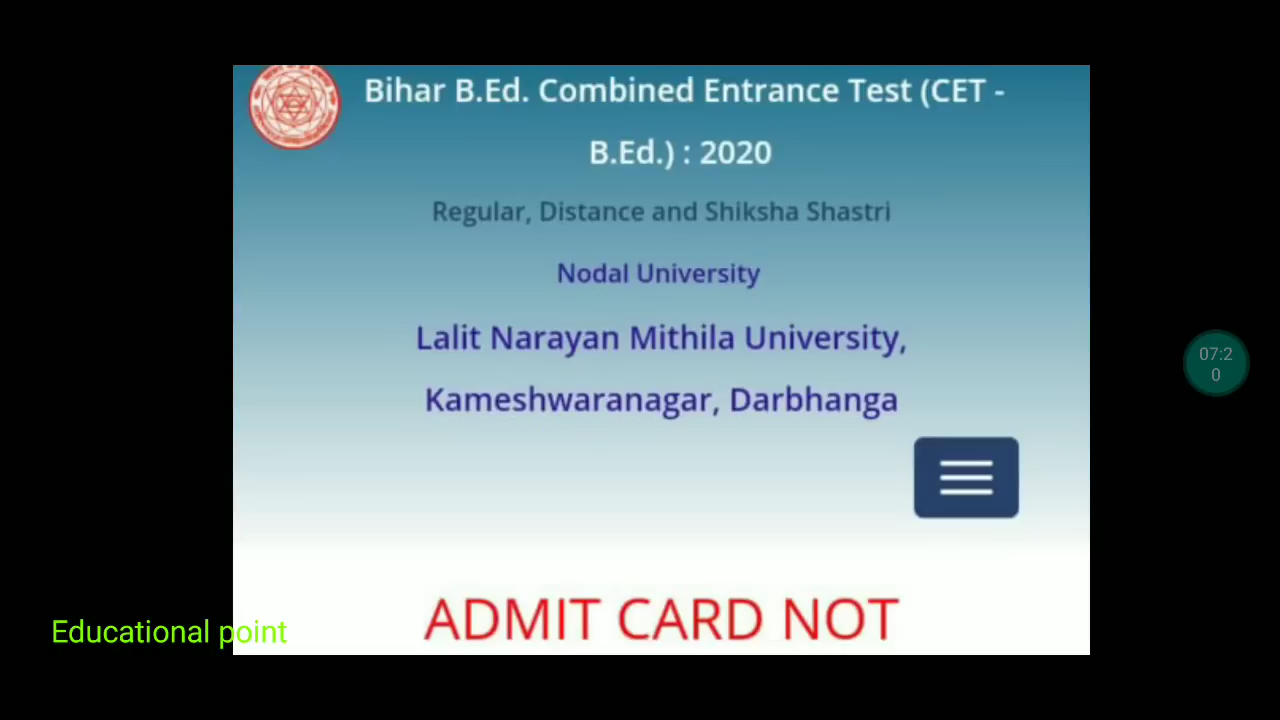 Bihar B.Ed. Combined Entrance Test (CET -
B.Ed.) : 2020
Regular, Distance and Shiksha Shastri
Nodal University
Lalit Narayan Mithila University,
Kameshwaranagar, Darbhanga
07:2
0
ADMIT CARD NOT
Educational point